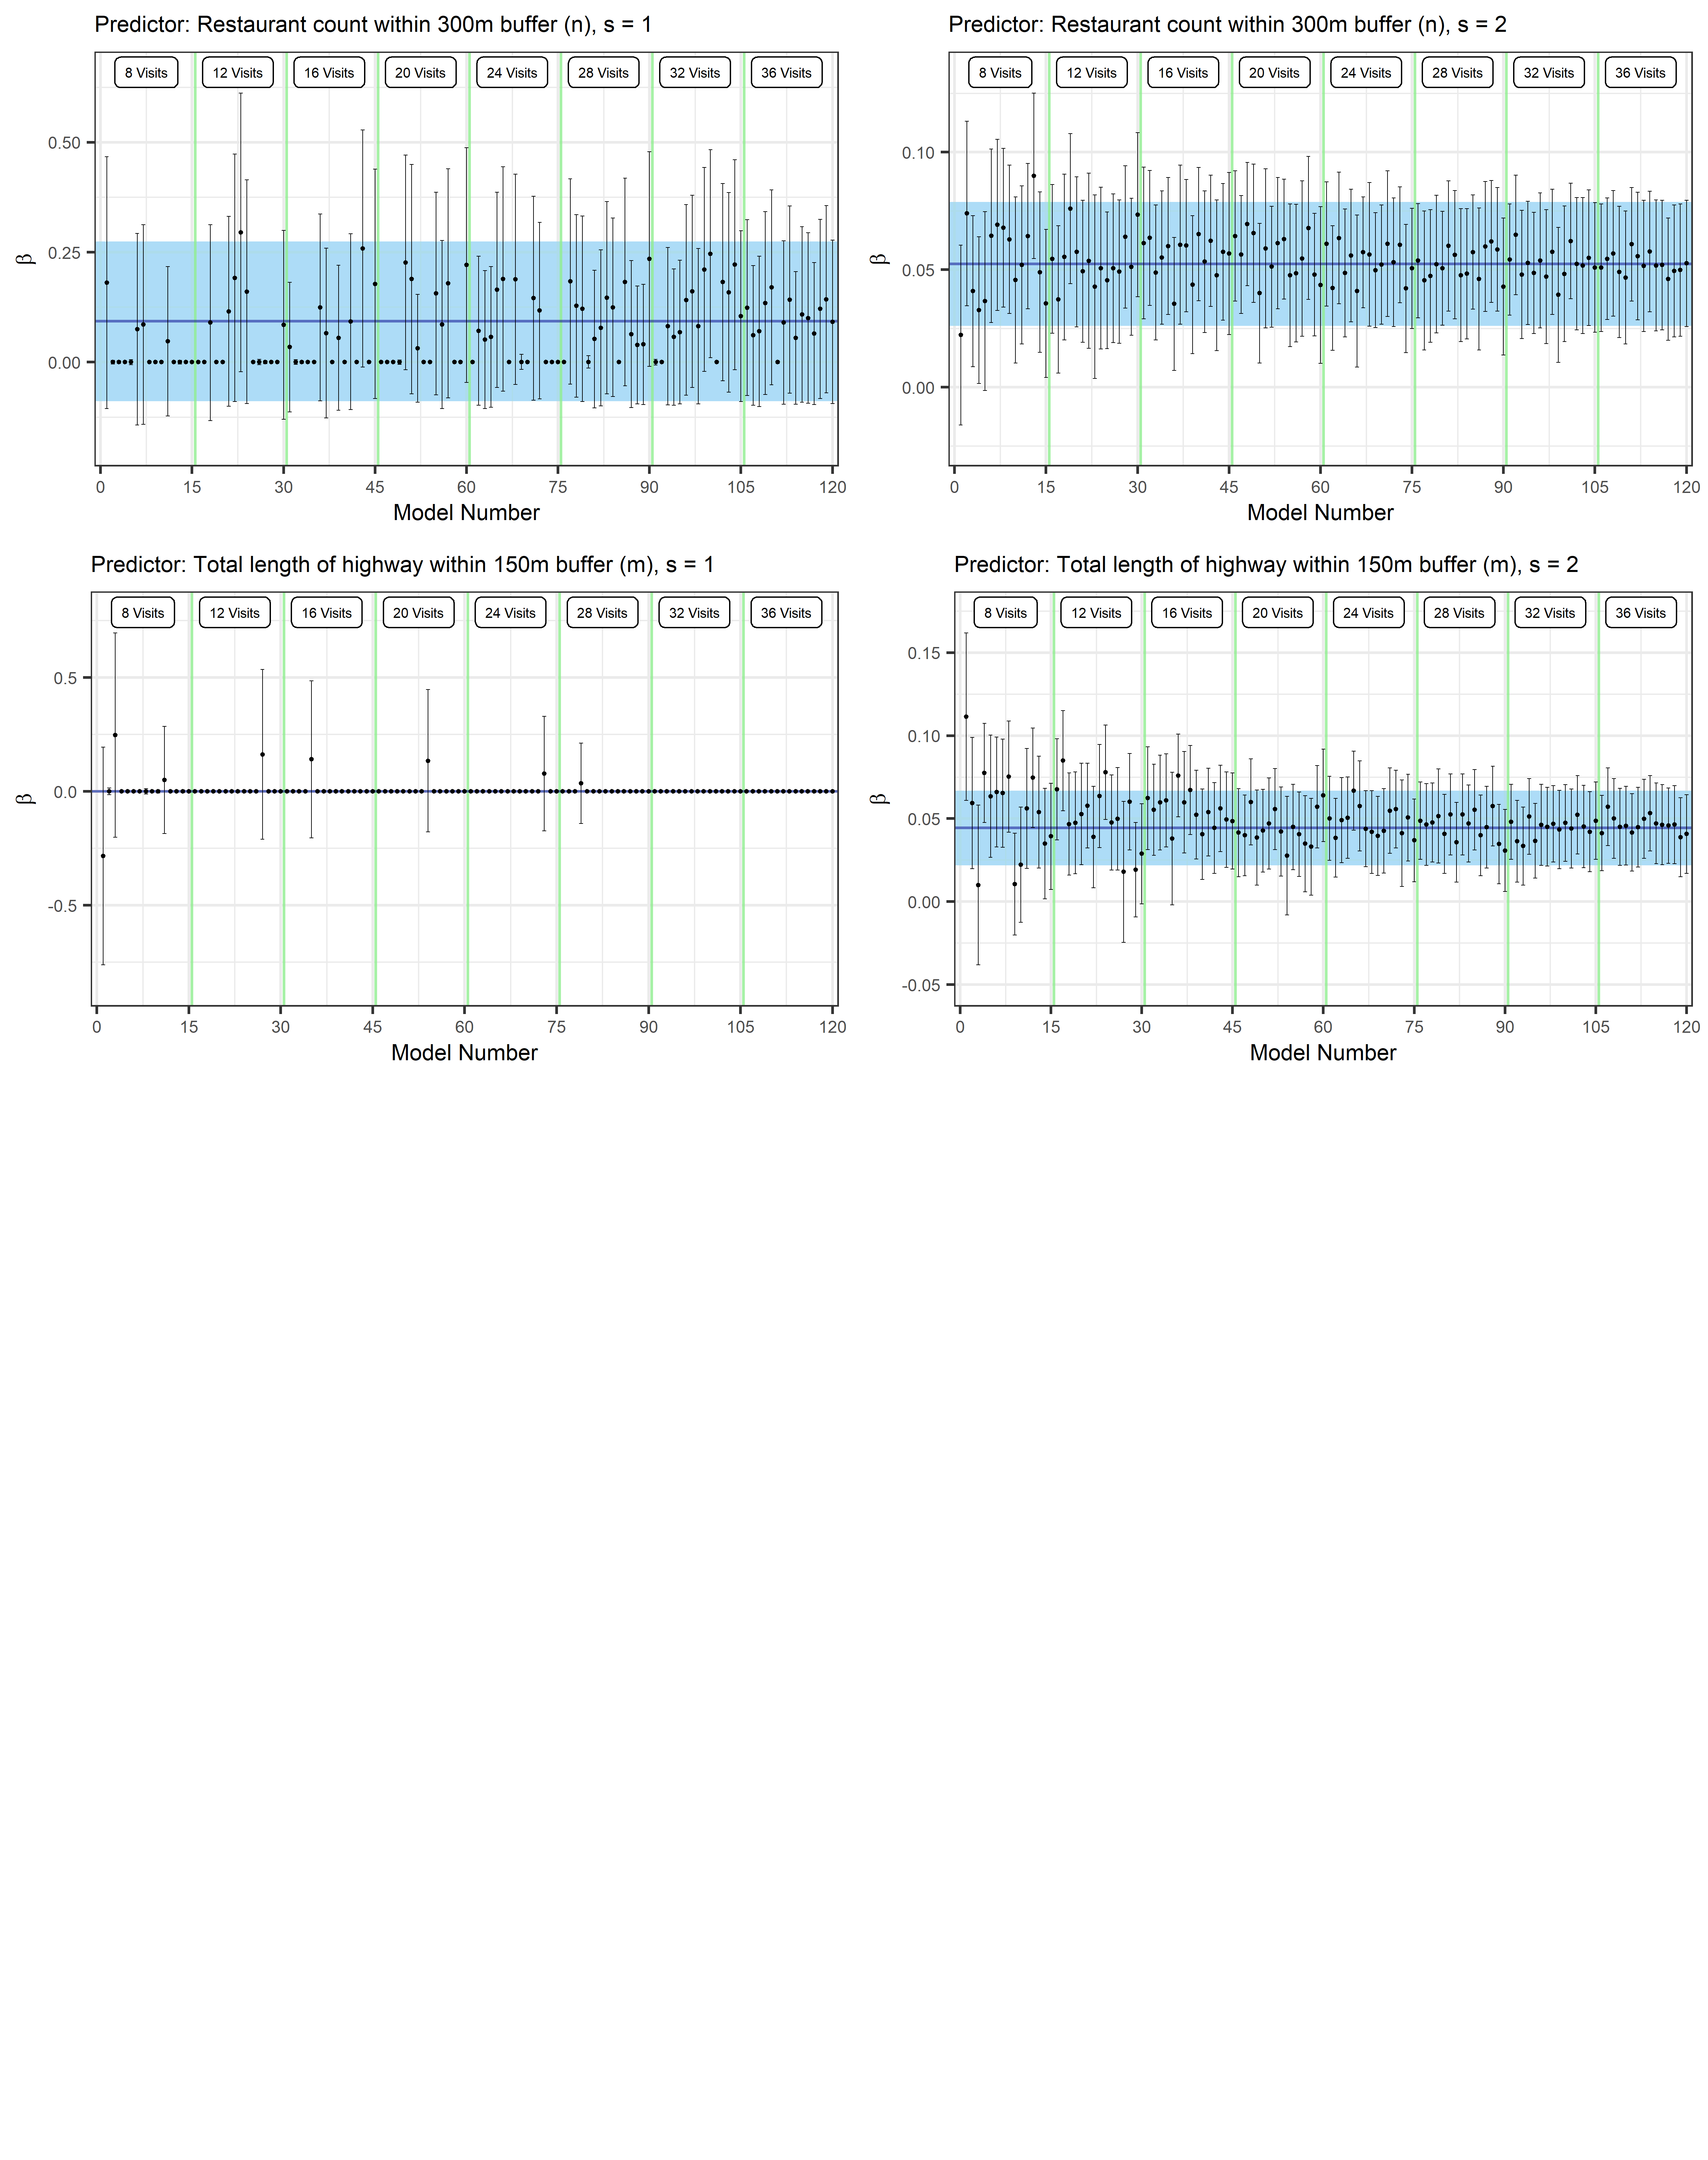 Predictor: Restaurant count within 300m buffer (n), s = 1
8 Visits 12 Visits 16 Visits 20 Visits 24 Visits 28 Visits 32 Visits 36 Visits
0.50
0.25
0.00
β
0 15 30 45 60 75 90 105 120
Model Number
Predictor: Restaurant count within 300m buffer (n), s = 2
8 Visits 12 Visits 16 Visits 20 Visits 24 Visits 28 Visits 32 Visits 36 Visits
0.10
0.05
0.00
β
0 15 30 45 60 75 90 105 120
Model Number
Predictor: Total length of highway within 150m buffer (m), s = 1
8 Visits 12 Visits 16 Visits 20 Visits 24 Visits 28 Visits 32 Visits 36 Visits
0.5
0.0
-0.5
β
0 15 30 45 60 75 90 105 120
Model Number
Predictor: Total length of highway within 150m buffer (m), s = 2
8 Visits 12 Visits 16 Visits 20 Visits 24 Visits 28 Visits 32 Visits 36 Visits
0.15
0.10
0.05
0.00
-0.05
β
0 15 30 45 60 75 90 105 120
Model Number